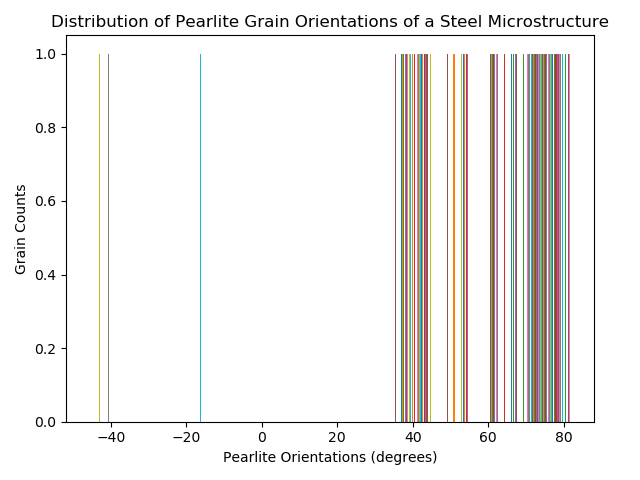 Distribution of Pearlite Grain Orientations of a Steel Microstructure
1.0
0.8
0.6
0.4
0.2
0.0
Grain Counts
−40 −20 0 20 40 60 80
Pearlite Orientations (degrees)